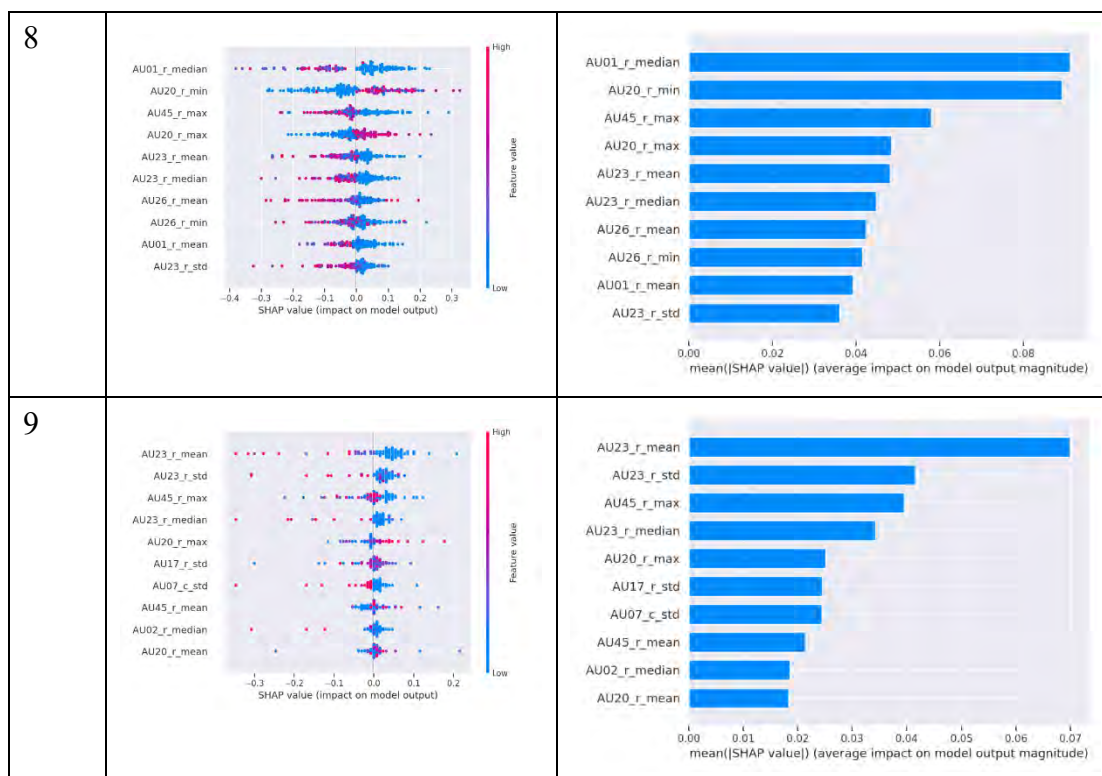 8
High
AU01_r_median
AU20_r_min
AU45_r_max
AU20_r_max
AU23_r_mean
AU23_r_median
AU26_r_mean
AU26_r_min
AU01_r_mean
AU23_r_std
Feature value
Low
−0.4 −0.3 −0.2 −0.1 0.0 0.1 0.2 0.3
SHAP value (impact on model output)
AU01_r_median
AU20_r_min
AU45_r_max
AU20_r_max
AU23_r_mean
AU23_r_median
AU26_r_mean
AU26_r_min
AU01_r_mean
AU23_r_std
0.00 0.02 0.04 0.06 0.08
mean(|SHAP value|) (average impact on model output magnitude)
9
High
AU23_r_mean
AU23_r_std
AU45_r_max
AU23_r_median
AU20_r_max
AU17_r_std
AU07_c_std
AU45_r_mean
AU02_r_median
AU20_r_mean
Feature value
Low
−0.3 −0.2 −0.1 0.0 0.1 0.2
SHAP value (impact on model output)
AU23_r_mean
AU23_r_std
AU45_r_max
AU23_r_median
AU20_r_max
AU17_r_std
AU07_c_std
AU45_r_mean
AU02_r_median
AU20_r_mean
0.00 0.01 0.02 0.03 0.04 0.05 0.06 0.07
mean(|SHAP value|) (average impact on model output magnitude)